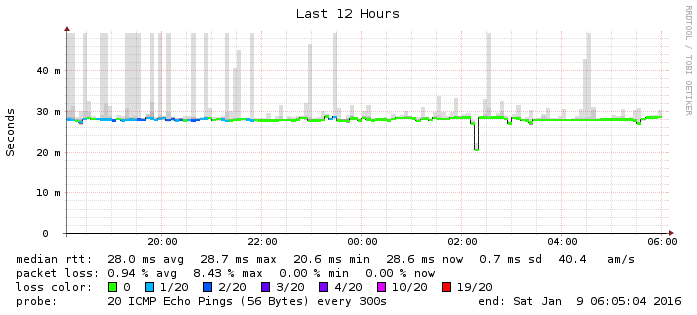 Last 12 Hours
RRDTOOL / TOBI OETIKER
Seconds
40 m
30 m
20 m
10 m
0
20:00 22:00 00:00 02:00 04:00 06:00
median rtt: 28.0 ms avg 28.7 ms max 20.6 ms min 28.6 ms now 0.7 ms sd 40.4 am/s
packet loss: 0.94 % avg 8.43 % max 0.00 % min 0.00 % now
loss color: 0 1/20 2/20 3/20 4/20 10/20 19/20
probe: 20 ICMP Echo Pings (56 Bytes) every 300s end: Sat Jan 9 06:05:04 2016